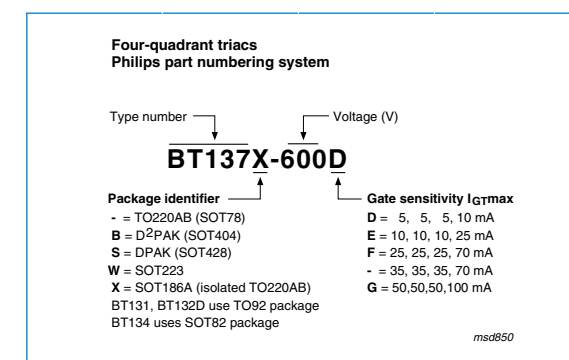 Four-quadrant triacs
Philips part numbering system
Type number
Voltage (V)
BT137X-600D
Package identifier
- = TO220AB (SOT78)
B = D2PAK (SOT404)
S = DPAK (SOT428)
W = SOT223
X = SOT186A (isolated TO220AB)
BT131, BT132D use TO92 package
BT134 uses SOT82 package
Gate sensitivity IGTmax
D = 5, 5, 5, 10 mA
E = 10, 10, 10, 25 mA
F = 25, 25, 25, 70 mA
- = 35, 35, 35, 70 mA
G = 50,50,50,100 mA
msd850